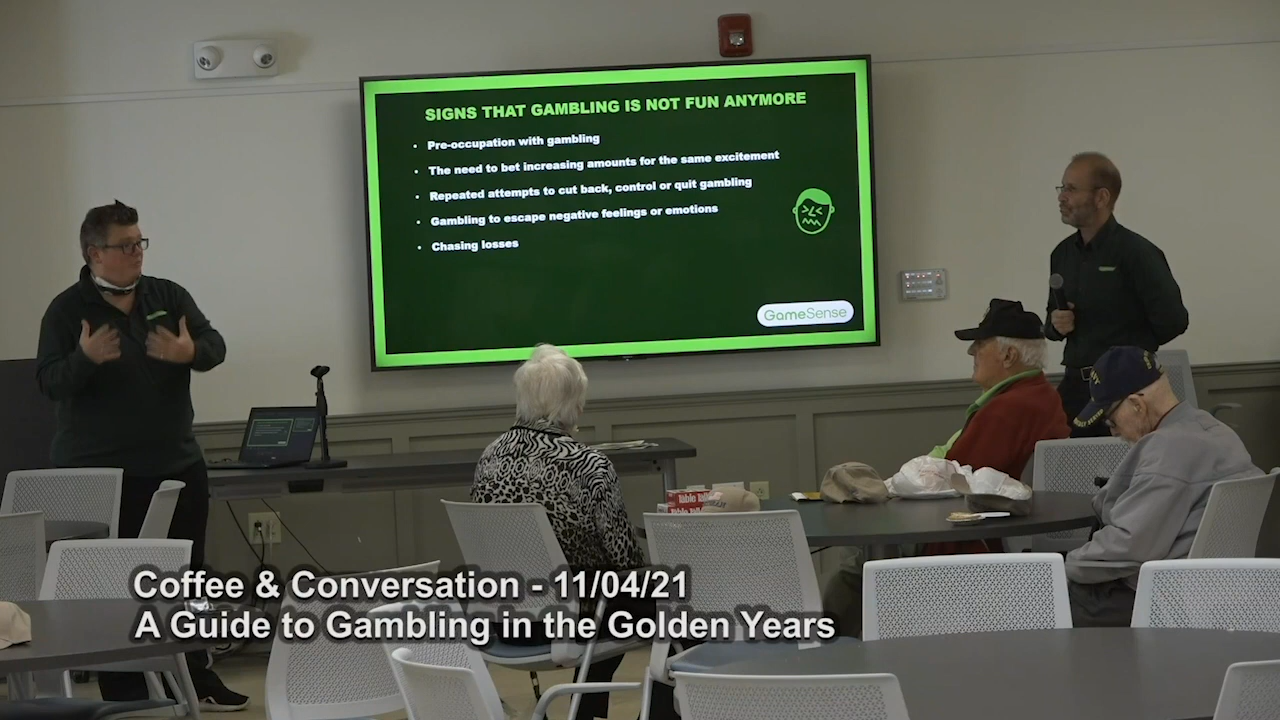 SIGNS THAT GAMBLING IS NOT FUN ANYMORE
• Pre-occupation with gambling
• The need to bet increasing amounts for the same excitement
• Repeated attempts to cut back, control or quit gambling
• Gambling to escape negative feelings or emotions
• Chasing losses
GameSense
Table Talk
Coffee & Conversation - 11/04/21
A Guide to Gambling in the Golden Years